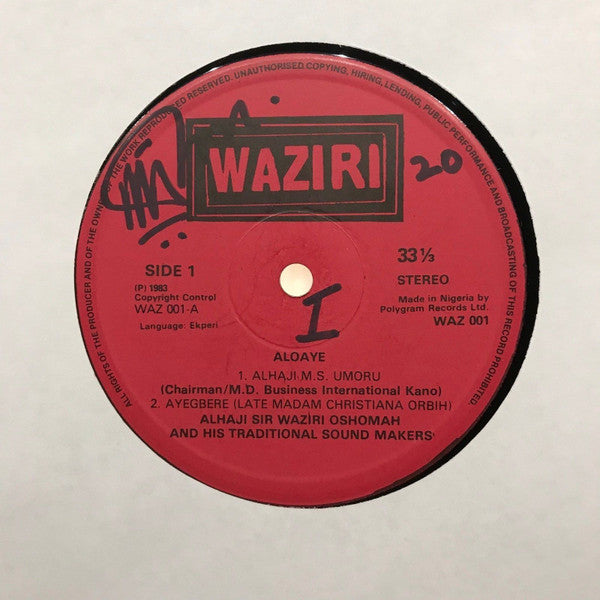 ALL RIGHTS OF THE PRODUCER AND OF THE OWNER OF THE WORK REPRODUCED RESERVED. UNAUTHORISED COPYING, HIRING, LENDING, PUBLIC PERFORMANCE AND BROADCASTING OF THIS RECORD PROHIBITED.
WAZIRI
20
SIDE 1
33 1/3
(P) 1983
STEREO
Copyright Control
WAZ 001-A
Made in Nigeria by
Polygram Records Ltd.
Language: Ekperi
WAZ 001
I
ALOAYE
1. ALHAJI M.S. UMORU
(Chairman/M.D. Business International Kano)
2. AYEGBERE (LATE MADAM CHRISTIANA ORBIH)
ALHAJI SIR WAZIRI OSHOMAH
AND HIS TRADITIONAL SOUND MAKERS